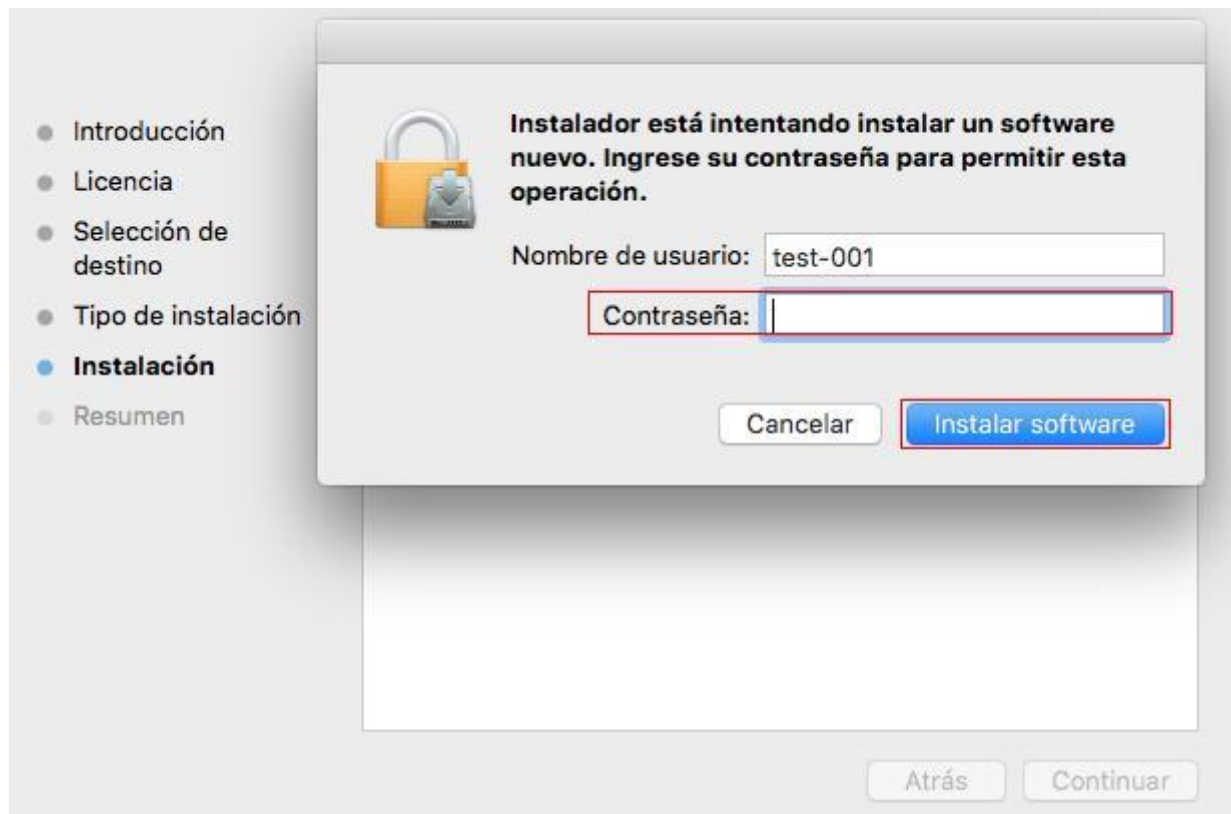 Introducción
Licencia
Selección de
destino
Tipo de instalación
Instalación
Resumen
Instalador está intentando instalar un software
nuevo. Ingrese su contraseña para permitir esta
operación.
Nombre de usuario: test-001
Contraseña:
Cancelar Instalar software
Atrás Continuar